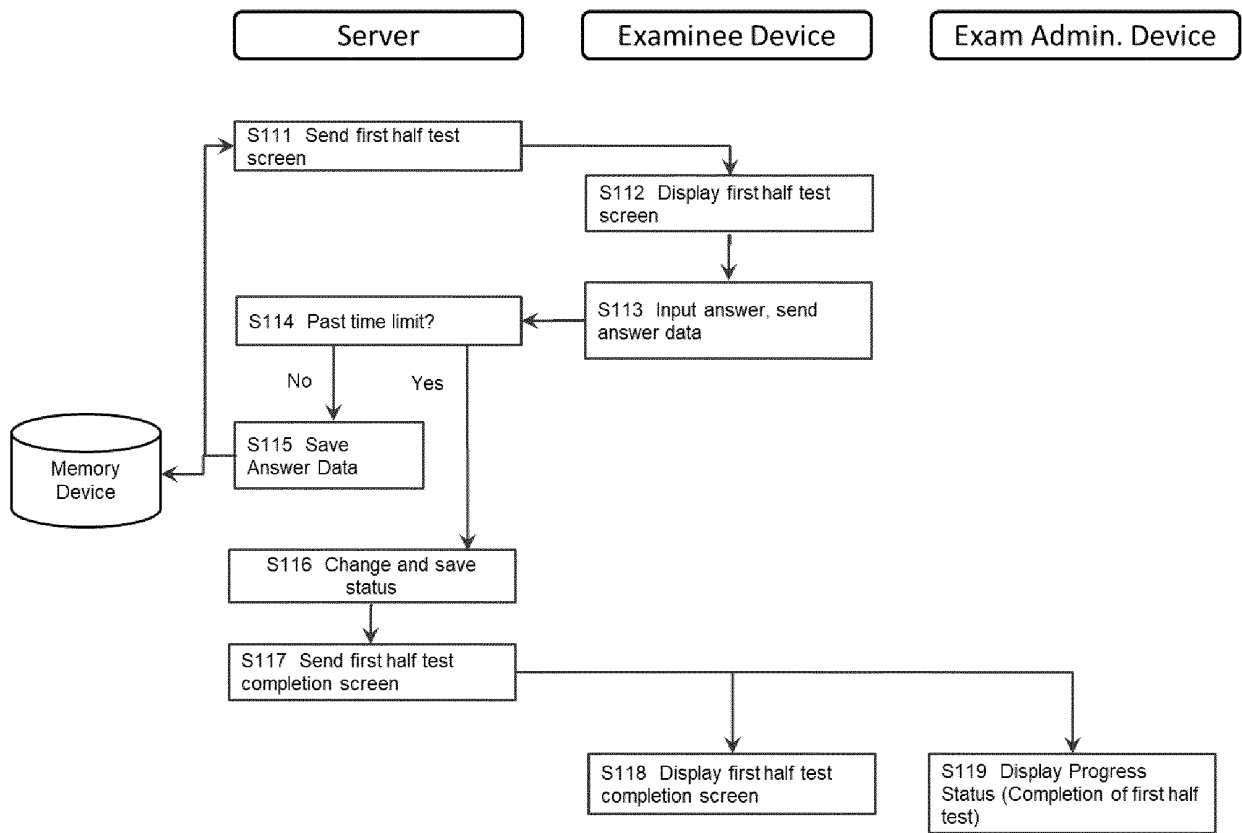 Server
Examinee Device
Exam Admin. Device
S111 Send first half test
screen
S112 Display first half test
screen
S113 Input answer, send
answer data
S114 Past time limit?
No
Yes
S115 Save
Answer Data
Memory
Device
S116 Change and save
status
S117 Send first half test
completion screen
S118 Display first half test
completion screen
S119 Display Progress
Status (Completion of first half
test)